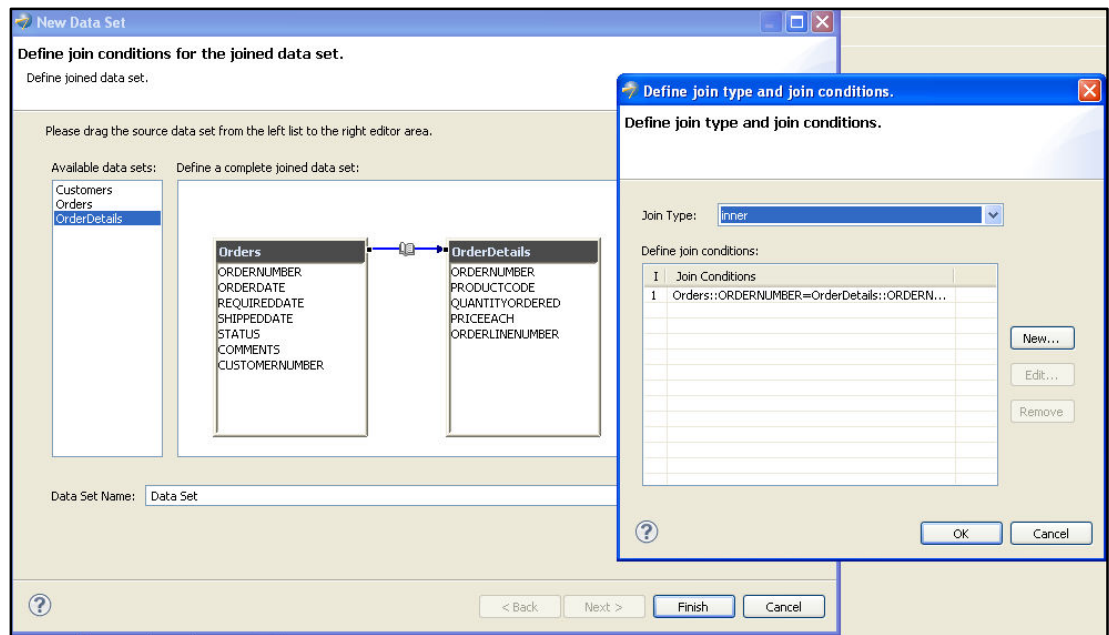 New Data Set
Define join conditions for the joined data set.
Define joined data set.
Please drag the source data set from the left list to the right editor area.
Available data sets:
Define a complete joined data set:
Customers
Orders
OrderDetails
Orders
ORDERNUMBER
ORDERDATE
REQUIREDDATE
SHIPPEDDATE
STATUS
COMMENTS
CUSTOMERNUMBER
OrderDetails
ORDERNUMBER
PRODUCTCODE
QUANTITYORDERED
PRICEEACH
ORDERLINENUMBER
Data Set Name: Data Set
?
< Back Next > Finish Cancel
Define join type and join conditions.
Define join type and join conditions.
Join Type: inner
Define join conditions:
I Join Conditions
1 Orders::ORDERNUMBER=OrderDetails::ORDERN...
New...
Edit...
Remove
?
OK Cancel